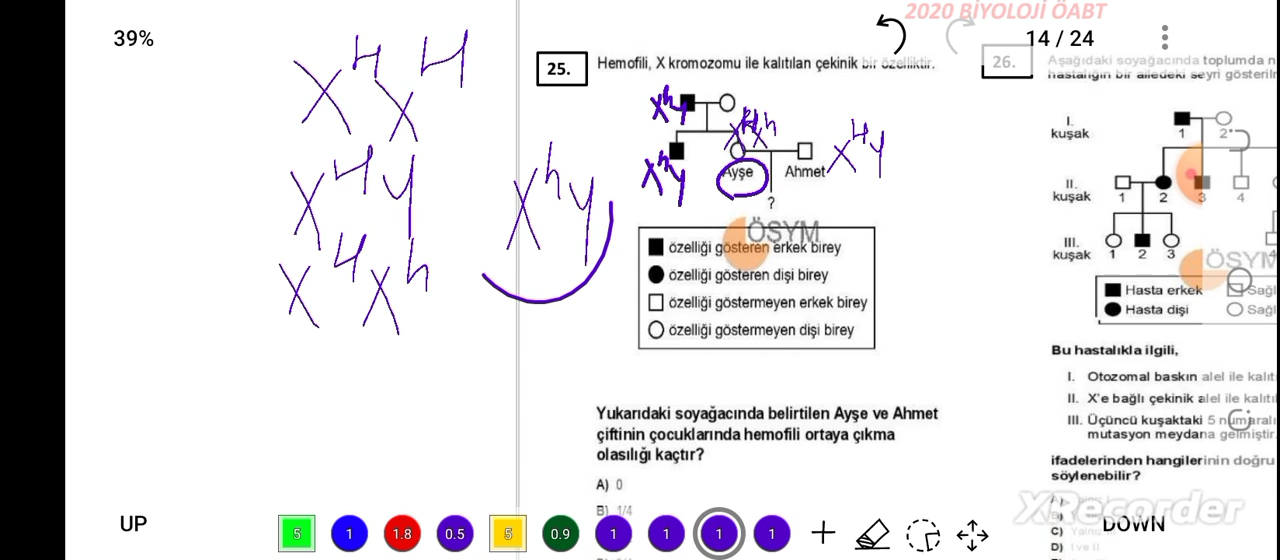 2020 BİYOLOJİ ÖABT
39%
14 / 24
X H X H
X H y
X H X h
X h y
25.
Hemofili, X kromozomu ile kalıtılan çekinik bir özelliktir.
X h y
X H X h
X h y
X H y
Ayşe
Ahmet
?
ÖSYM
özelliği gösteren erkek birey
özelliği gösteren dişi birey
özelliği göstermeyen erkek birey
özelliği göstermeyen dişi birey
Yukarıdaki soyağacında belirtilen Ayşe ve Ahmet
çiftinin çocuklarında hemofili ortaya çıkma
olasılığı kaçtır?
A) 0
B) 1/4
26.
Aşağıdaki soyağacında toplumda n
hastalığın bir ailedeki seyri gösteril
I.
kuşak
1 2
II.
kuşak
1 2 3 4
III.
kuşak
1 2 3
ÖSYM
Hasta erkek
Sağl
Hasta dişi
Sağl
Bu hastalıkla ilgili,
I. Otozomal baskın alel ile kalıtı
II. X'e bağlı çekinik alel ile kalıtı
III. Üçüncü kuşaktaki 5 numaralı
mutasyon meydana gelmiştir
ifadelerinden hangilerinin doğru
söylenebilir?
C) Yalnız III
D) I ve II
XRecorder
UP
5 1 1.8 0.5 5 0.9 1 1 1 1
DOWN